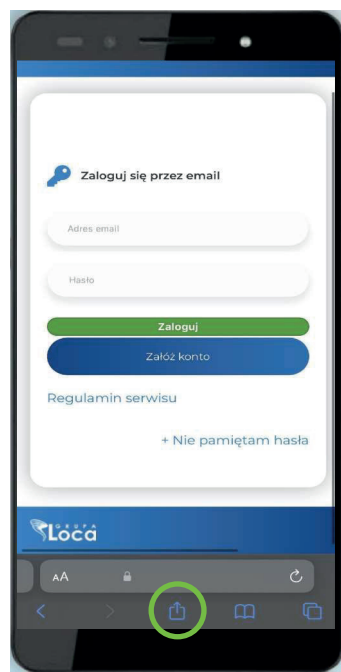 Zaloguj się przez email
Adres email
Hasło
Zaloguj
Załóż konto
Regulamin serwisu
+ Nie pamiętam hasła
GRUPA
Loca
AA